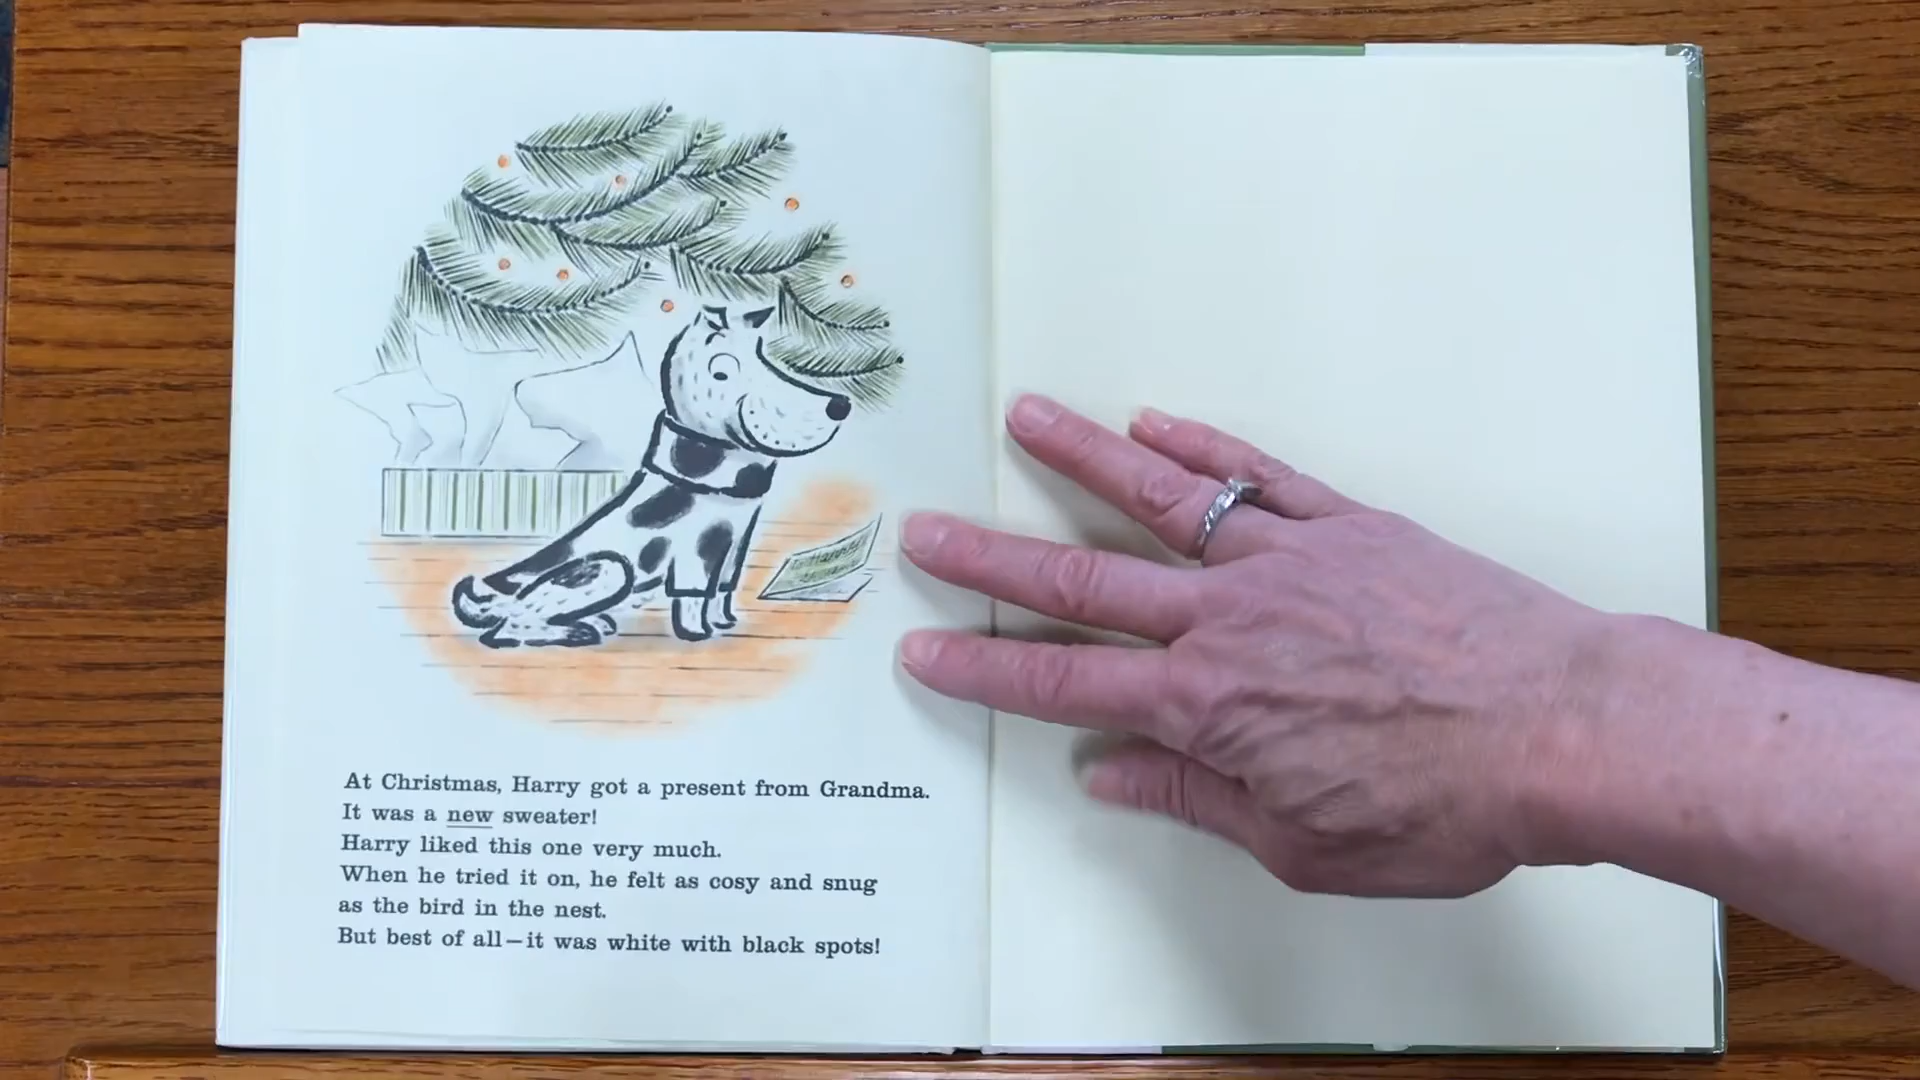 To Harry
At Christmas, Harry got a present from Grandma.
It was a new sweater!
Harry liked this one very much.
When he tried it on, he felt as cosy and snug
as the bird in the nest.
But best of all—it was white with black spots!